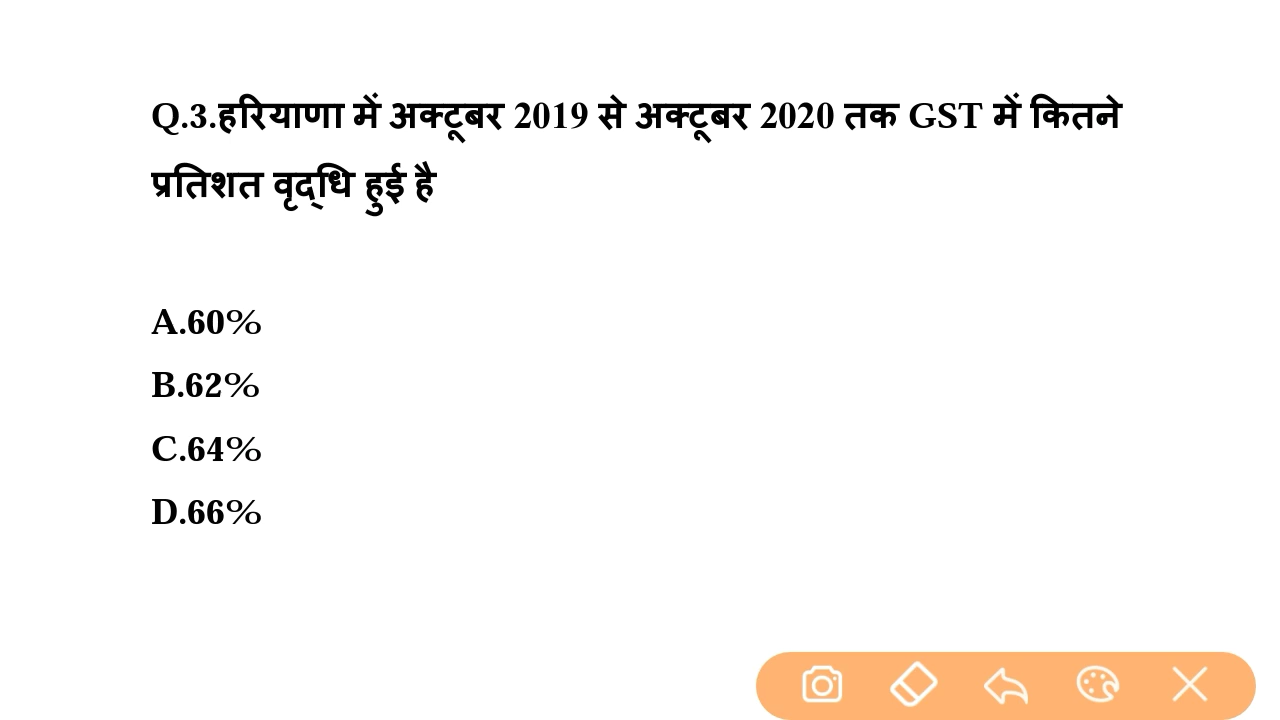 Q.3.हरियाणा में अक्टूबर 2019 से अक्टूबर 2020 तक GST में कितने
प्रतिशत वृद्धि हुई है
A.60%
B.62%
C.64%
D.66%